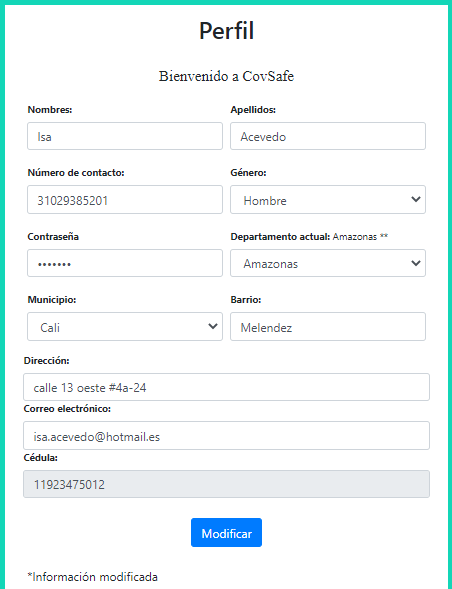 Perfil
Bienvenido a CovSafe
Nombres: Apellidos:
Isa Acevedo
Número de contacto: Género:
31029385201 Hombre
Contraseña Departamento actual: Amazonas **
••••••• Amazonas
Municipio: Barrio:
Cali Melendez
Dirección:
calle 13 oeste #4a-24
Correo electrónico:
isa.acevedo@hotmail.es
Cédula:
11923475012
Modificar
*Información modificada